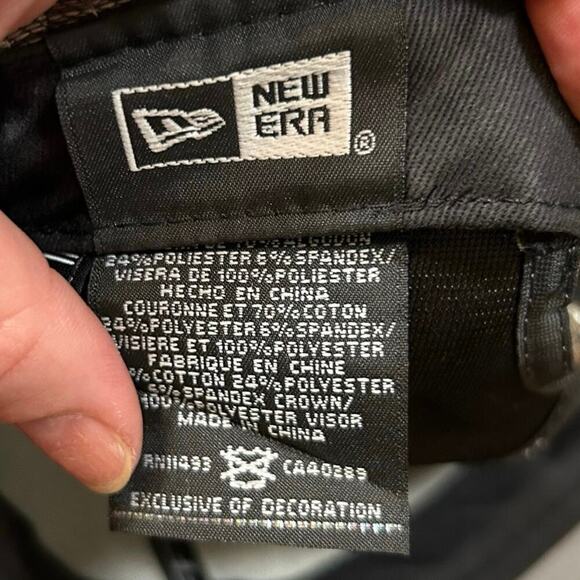 NEW
ERA®
24%POLIESTER 6%SPANDEX/
VISERA DE 100%POLIESTER
HECHO EN CHINA
COURONNE ET 70%COTON
24%POLYESTER 6%SPANDEX/
VISIERE ET 100%POLYESTER
FABRIQUE EN CHINE
%COTTON 24%POLYESTER
6%SPANDEX CROWN/
100%POLYESTER VISOR
MADE IN CHINA
RN11493 CA40289
EXCLUSIVE OF DECORATION